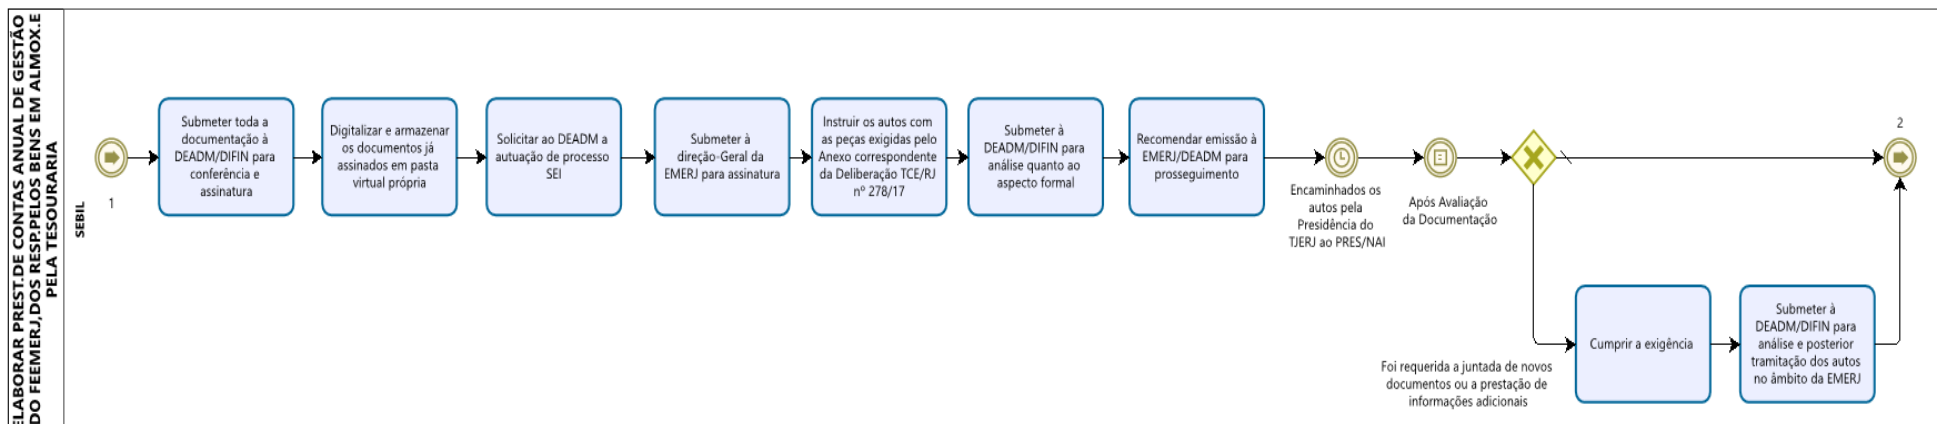 ELABORAR PREST.DE CONTAS ANUAL DE GESTÃO
DO FEEMERJ,DOS RESP.PELOS BENS EM ALMOX.E
PELA TESOURARIA
SEBIL
1
Submeter toda a
documentação à
DEADM/DIFIN para
conferência e
assinatura
Digitalizar e armazenar
os documentos já
assinados em pasta
virtual própria
Solicitar ao DEADM a
autuação de processo
SEI
Submeter à
direção-Geral da
EMERJ para assinatura
Instruir os autos com
as peças exigidas pelo
Anexo correspondente
da Deliberação TCE/RJ
nº 278/17
Submeter à
DEADM/DIFIN para
análise quanto ao
aspecto formal
Recomendar emissão à
EMERJ/DEADM para
prosseguimento
Encaminhados os
autos pela
Presidência do
TJERJ ao PRES/NAI
Após Avaliação
da Documentação
2
Foi requerida a juntada de novos
documentos ou a prestação de
informações adicionais
Cumprir a exigência
Submeter à
DEADM/DIFIN para
análise e posterior
tramitação dos autos
no âmbito da EMERJ